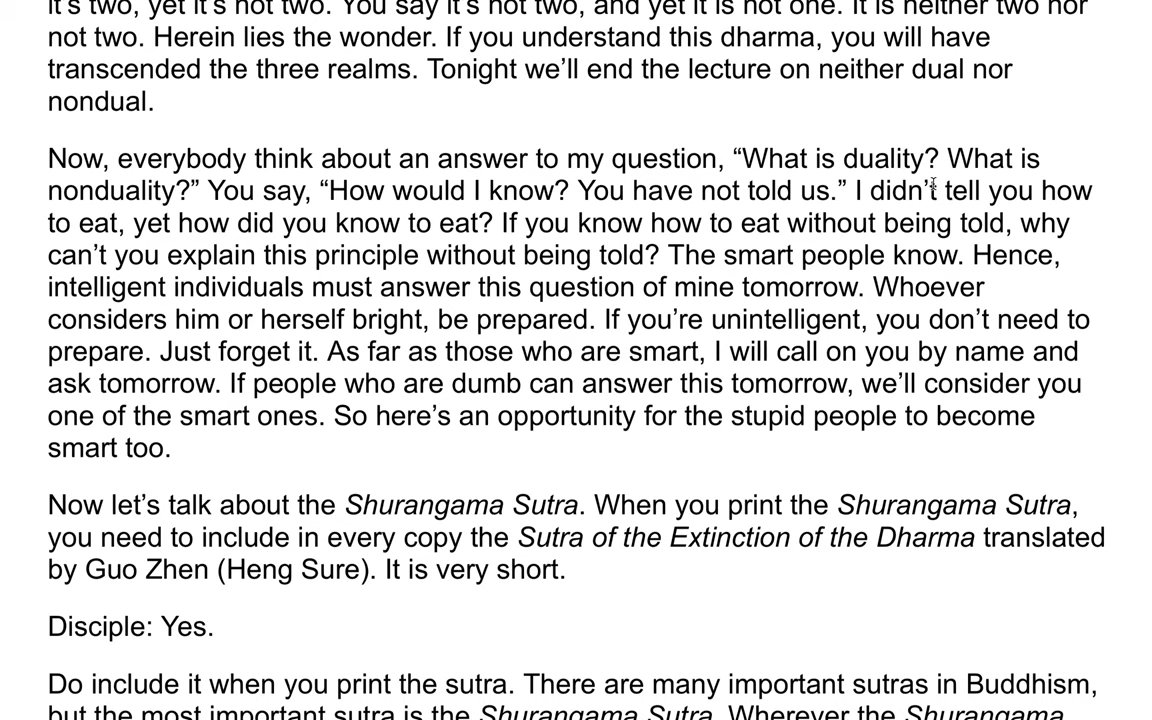 it's two, yet it's not two. You say it's not two, and yet it is not one. It is neither two nor
not two. Herein lies the wonder. If you understand this dharma, you will have
transcended the three realms. Tonight we’ll end the lecture on neither dual nor
nondual.
Now, everybody think about an answer to my question, “What is duality? What is
nonduality?” You say, “How would I know? You have not told us.” I didn’t tell you how
to eat, yet how did you know to eat? If you know how to eat without being told, why
can’t you explain this principle without being told? The smart people know. Hence,
intelligent individuals must answer this question of mine tomorrow. Whoever
considers him or herself bright, be prepared. If you’re unintelligent, you don’t need to
prepare. Just forget it. As far as those who are smart, I will call on you by name and
ask tomorrow. If people who are dumb can answer this tomorrow, we’ll consider you
one of the smart ones. So here’s an opportunity for the stupid people to become
smart too.
Now let’s talk about the Shurangama Sutra. When you print the Shurangama Sutra,
you need to include in every copy the Sutra of the Extinction of the Dharma translated
by Guo Zhen (Heng Sure). It is very short.
Disciple: Yes.
Do include it when you print the sutra. There are many important sutras in Buddhism,
but the most important sutra is the Shurangama Sutra. Wherever the Shurangama